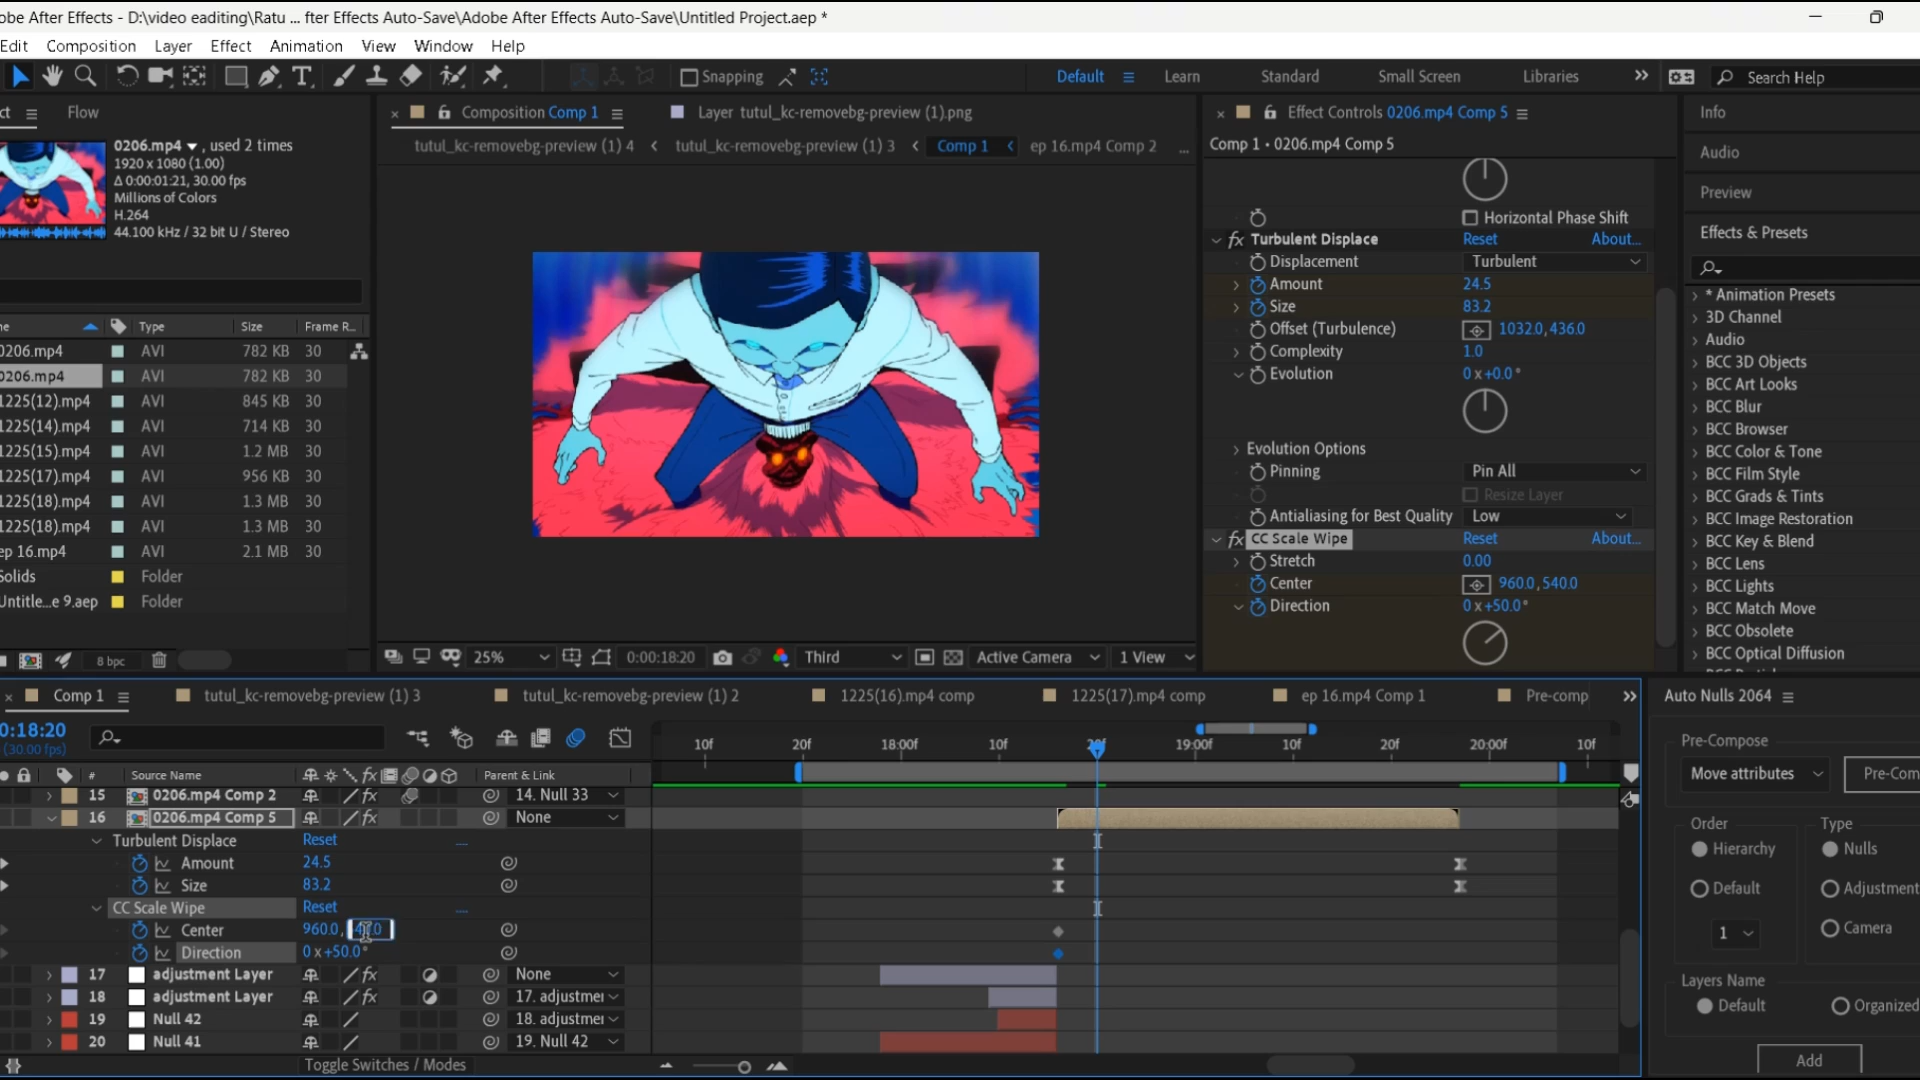 obe After Effects - D:\video eaditing\Ratu ... fter Effects Auto-Save\Adobe After Effects Auto-Save\Untitled Project.aep *
Edit Composition Layer Effect Animation View Window Help
Snapping Default Learn Standard Small Screen Libraries Search Help
ct Flow
0206.mp4 , used 2 times
1920 x 1080 (1.00)
Δ 0:00:01:21, 30.00 fps
Millions of Colors
H.264
44.100 kHz / 32 bit U / Stereo
ne Type Size Frame R...
0206.mp4 AVI 782 KB 30
0206.mp4 AVI 782 KB 30
1225(12).mp4 AVI 845 KB 30
1225(14).mp4 AVI 714 KB 30
1225(15).mp4 AVI 1.2 MB 30
1225(17).mp4 AVI 956 KB 30
1225(18).mp4 AVI 1.3 MB 30
1225(18).mp4 AVI 1.3 MB 30
ep 16.mp4 AVI 2.1 MB 30
Solids Folder
Untitle...e 9.aep Folder
8 bpc
Composition Comp 1 Layer tutul_kc-removebg-preview (1).png
tutul_kc-removebg-preview (1) 4 tutul_kc-removebg-preview (1) 3 Comp 1 ep 16.mp4 Comp 2 ...
25% 0:00:18:20 Third Active Camera 1 View
Effect Controls 0206.mp4 Comp 5
Comp 1 • 0206.mp4 Comp 5
Horizontal Phase Shift
fx Turbulent Displace Reset About...
Displacement Turbulent
Amount 24.5
Size 83.2
Offset (Turbulence) 1032.0, 436.0
Complexity 1.0
Evolution 0 x +0.0°
Evolution Options
Pinning Pin All
Resize Layer
Antialiasing for Best Quality Low
fx CC Scale Wipe Reset About...
Stretch 0.00
Center 960.0, 540.0
Direction 0 x +50.0°
Info
Audio
Preview
Effects & Presets
* Animation Presets
3D Channel
Audio
BCC 3D Objects
BCC Art Looks
BCC Blur
BCC Browser
BCC Color & Tone
BCC Film Style
BCC Grads & Tints
BCC Image Restoration
BCC Key & Blend
BCC Lens
BCC Lights
BCC Match Move
BCC Obsolete
BCC Optical Diffusion
Comp 1 tutul_kc-removebg-preview (1) 3 tutul_kc-removebg-preview (1) 2 1225(16).mp4 comp 1225(17).mp4 comp ep 16.mp4 Comp 1 Pre-comp
0:18:20
(30.00 fps)
10f 20f 18:00f 10f 20f 19:00f 10f 20f 20:00f 10f
# Source Name fx Parent & Link
15 0206.mp4 Comp 2 fx 14. Null 33
16 0206.mp4 Comp 5 fx None
Turbulent Displace Reset ...
Amount 24.5
Size 83.2
CC Scale Wipe Reset ...
Center 960.0,
Direction 0 x +50.0°
17 adjustment Layer fx None
18 adjustment Layer fx 17. adjustmer
19 Null 42 18. adjustmer
20 Null 41 19. Null 42
Toggle Switches / Modes
Auto Nulls 2064
Pre-Compose
Move attributes Pre-Com
Order Type
Hierarchy Nulls
Default Adjustment
1 Camera
Layers Name
Default Organized
Add